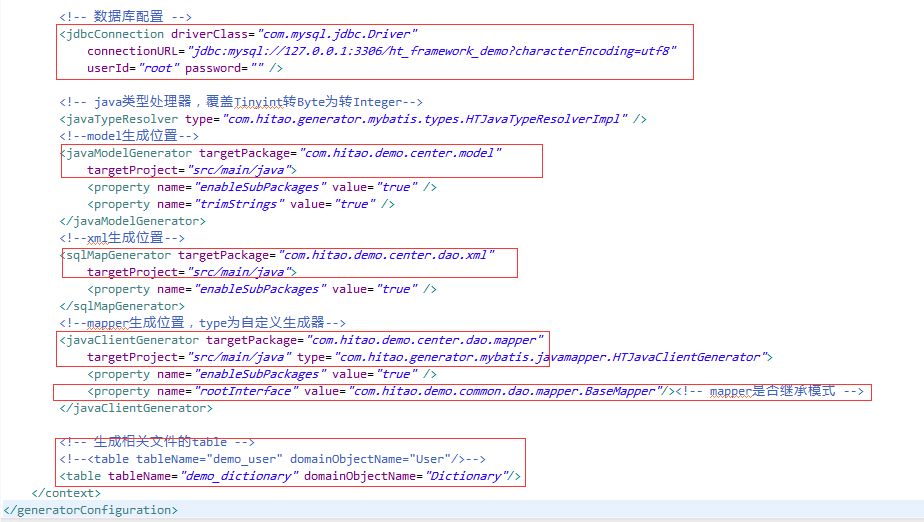 <!-- 数据库配置 -->
<jdbcConnection driverClass="com.mysql.jdbc.Driver"
connectionURL="jdbc:mysql://127.0.0.1:3306/ht_framework_demo?characterEncoding=utf8"
userId="root" password="" />
<!-- java类型处理器，覆盖Tinyint转Byte为转Integer-->
<javaTypeResolver type="com.hitao.generator.mybatis.types.HTJavaTypeResolverImpl" />
<!--model生成位置-->
<javaModelGenerator targetPackage="com.hitao.demo.center.model"
targetProject="src/main/java">
<property name="enableSubPackages" value="true" />
<property name="trimStrings" value="true" />
</javaModelGenerator>
<!--xml生成位置-->
<sqlMapGenerator targetPackage="com.hitao.demo.center.dao.xml"
targetProject="src/main/java">
<property name="enableSubPackages" value="true" />
</sqlMapGenerator>
<!--mapper生成位置，type为自定义生成器-->
<javaClientGenerator targetPackage="com.hitao.demo.center.dao.mapper"
targetProject="src/main/java" type="com.hitao.generator.mybatis.javamapper.HTJavaClientGenerator">
<property name="enableSubPackages" value="true" />
<property name="rootInterface" value="com.hitao.demo.common.dao.mapper.BaseMapper"/><!-- mapper是否继承模式 -->
</javaClientGenerator>
<!-- 生成相关文件的table -->
<!--<table tableName="demo_user" domainObjectName="User"/>-->
<table tableName="demo_dictionary" domainObjectName="Dictionary"/>
</context>
</generatorConfiguration>